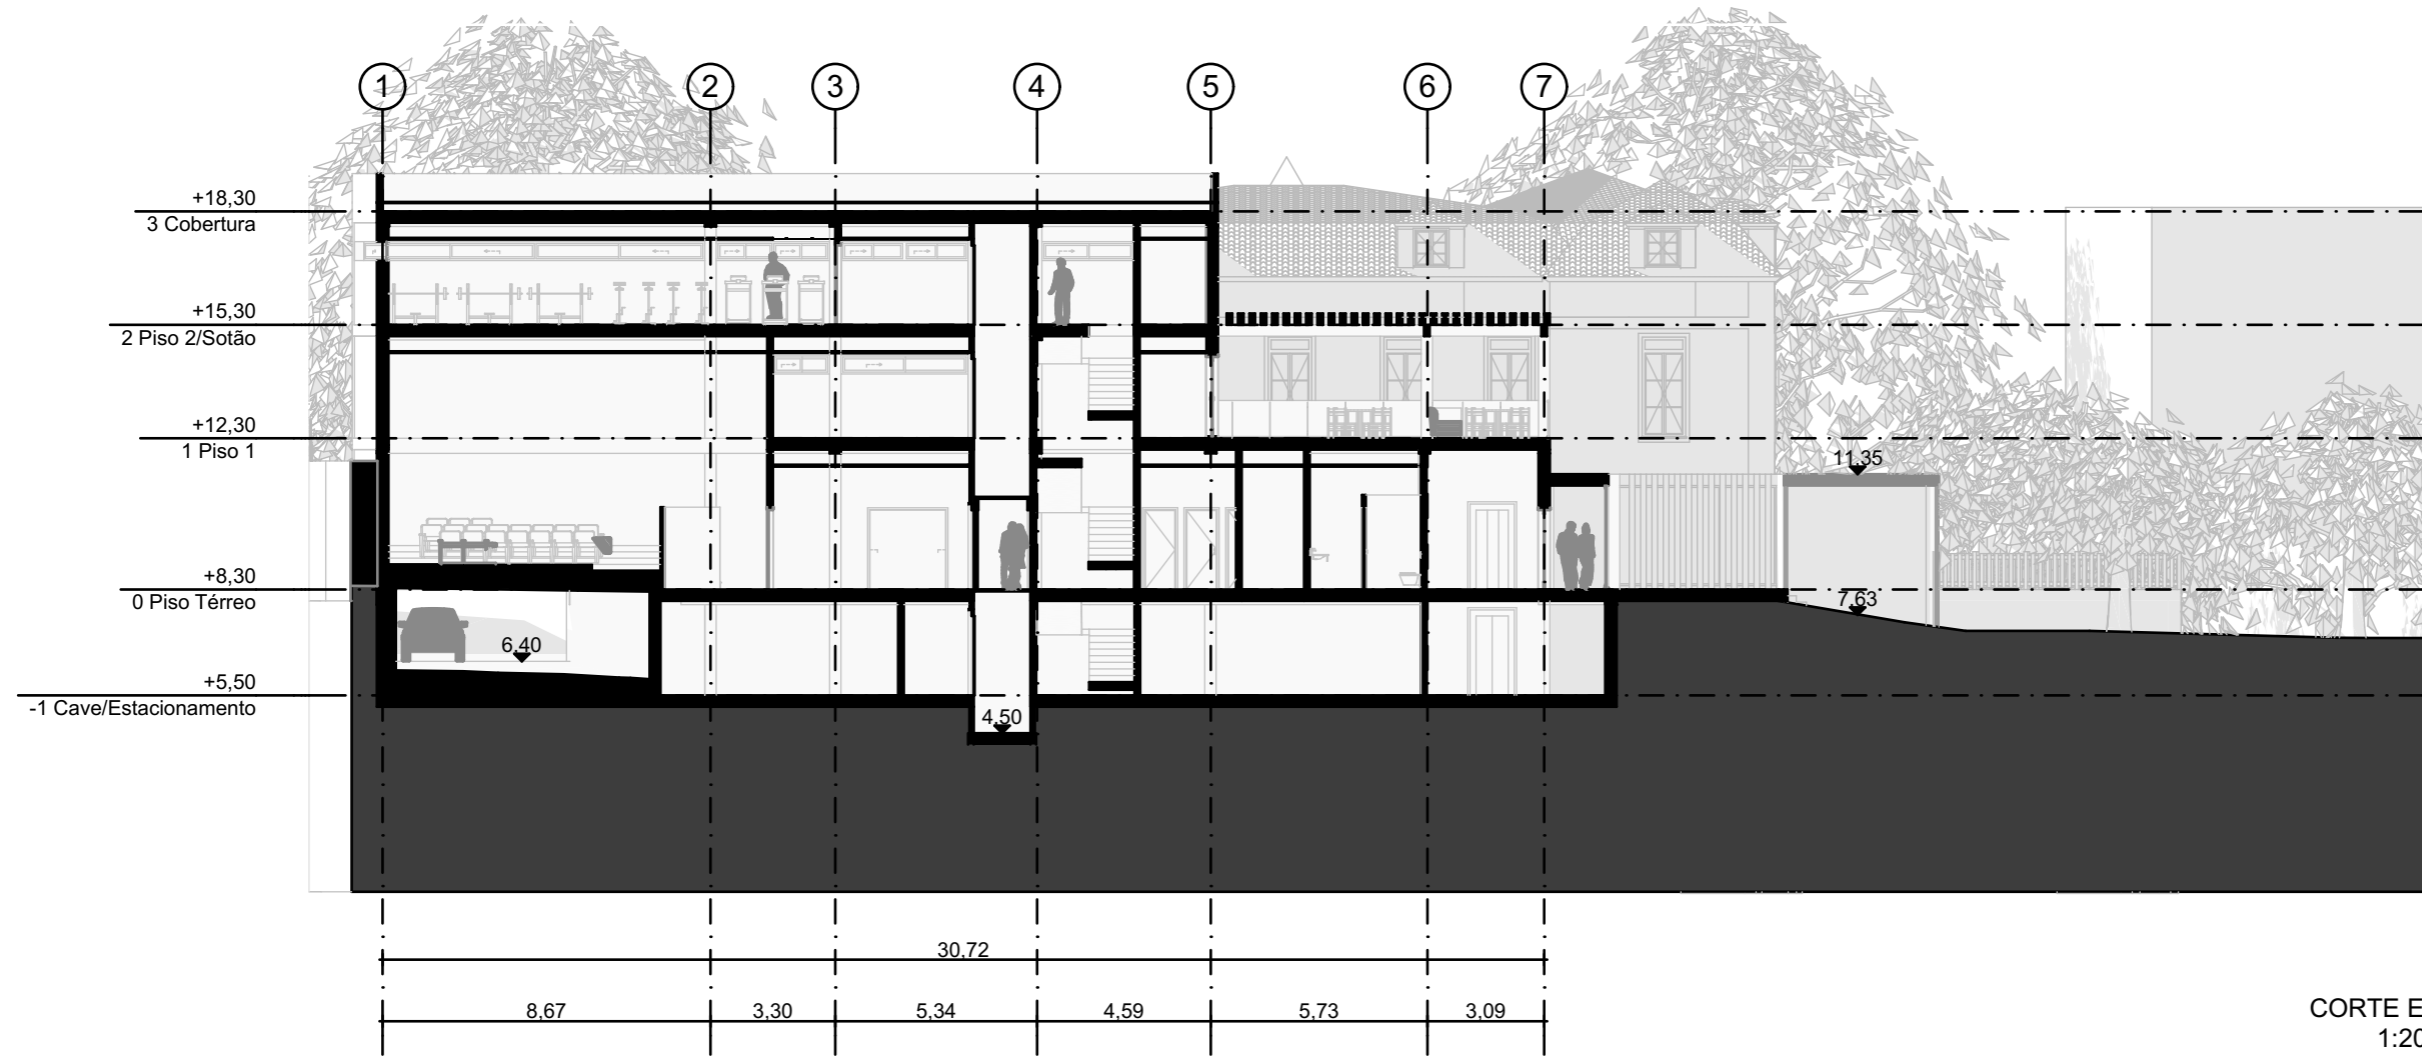 1 2 3 4 5 6 7
+18,30
3 Cobertura
+15,30
2 Piso 2/Sotão
+12,30
1 Piso 1
11,35
+8,30
0 Piso Térreo
7,63
6,40
+5,50
-1 Cave/Estacionamento
4,50
30,72
8,67 3,30 5,34 4,59 5,73 3,09
CORTE E
1:20